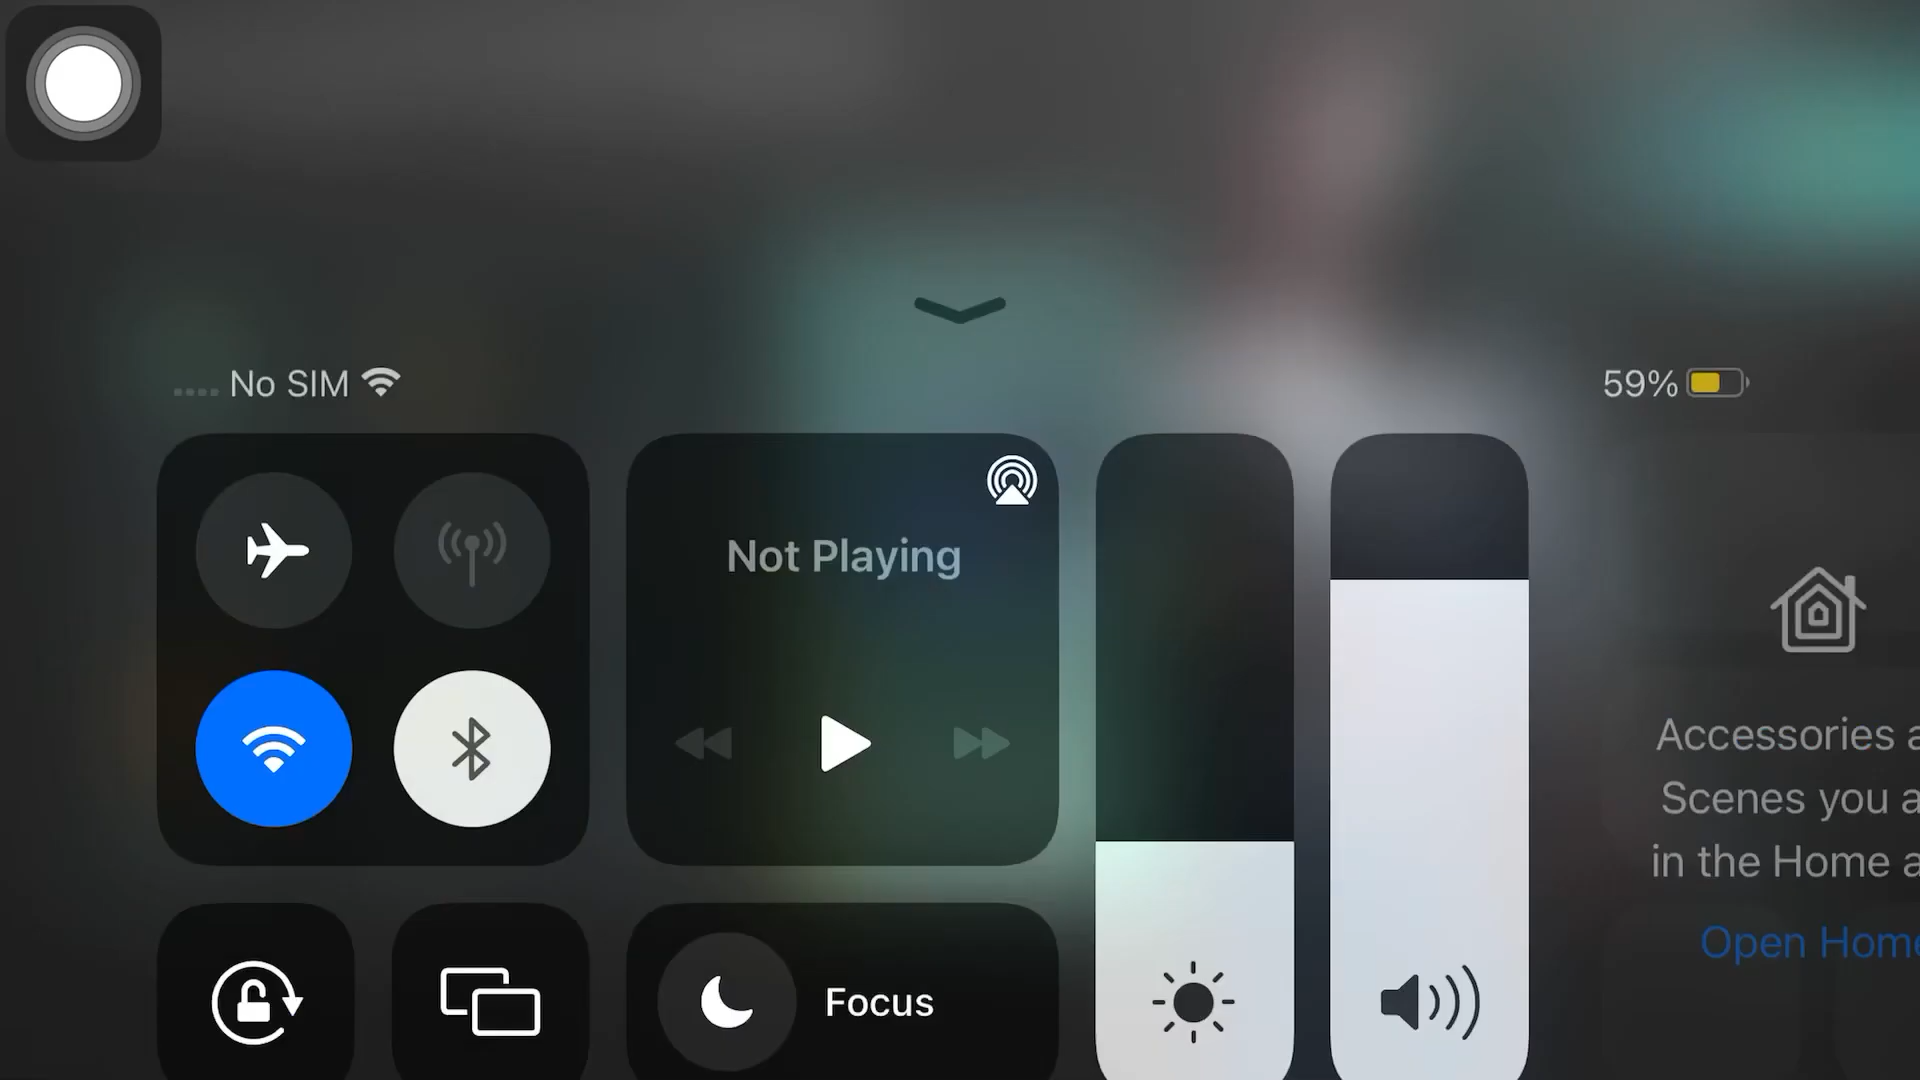 No SIM
59%
Not Playing
Accessories a
Scenes you a
in the Home a
Open Home
Focus